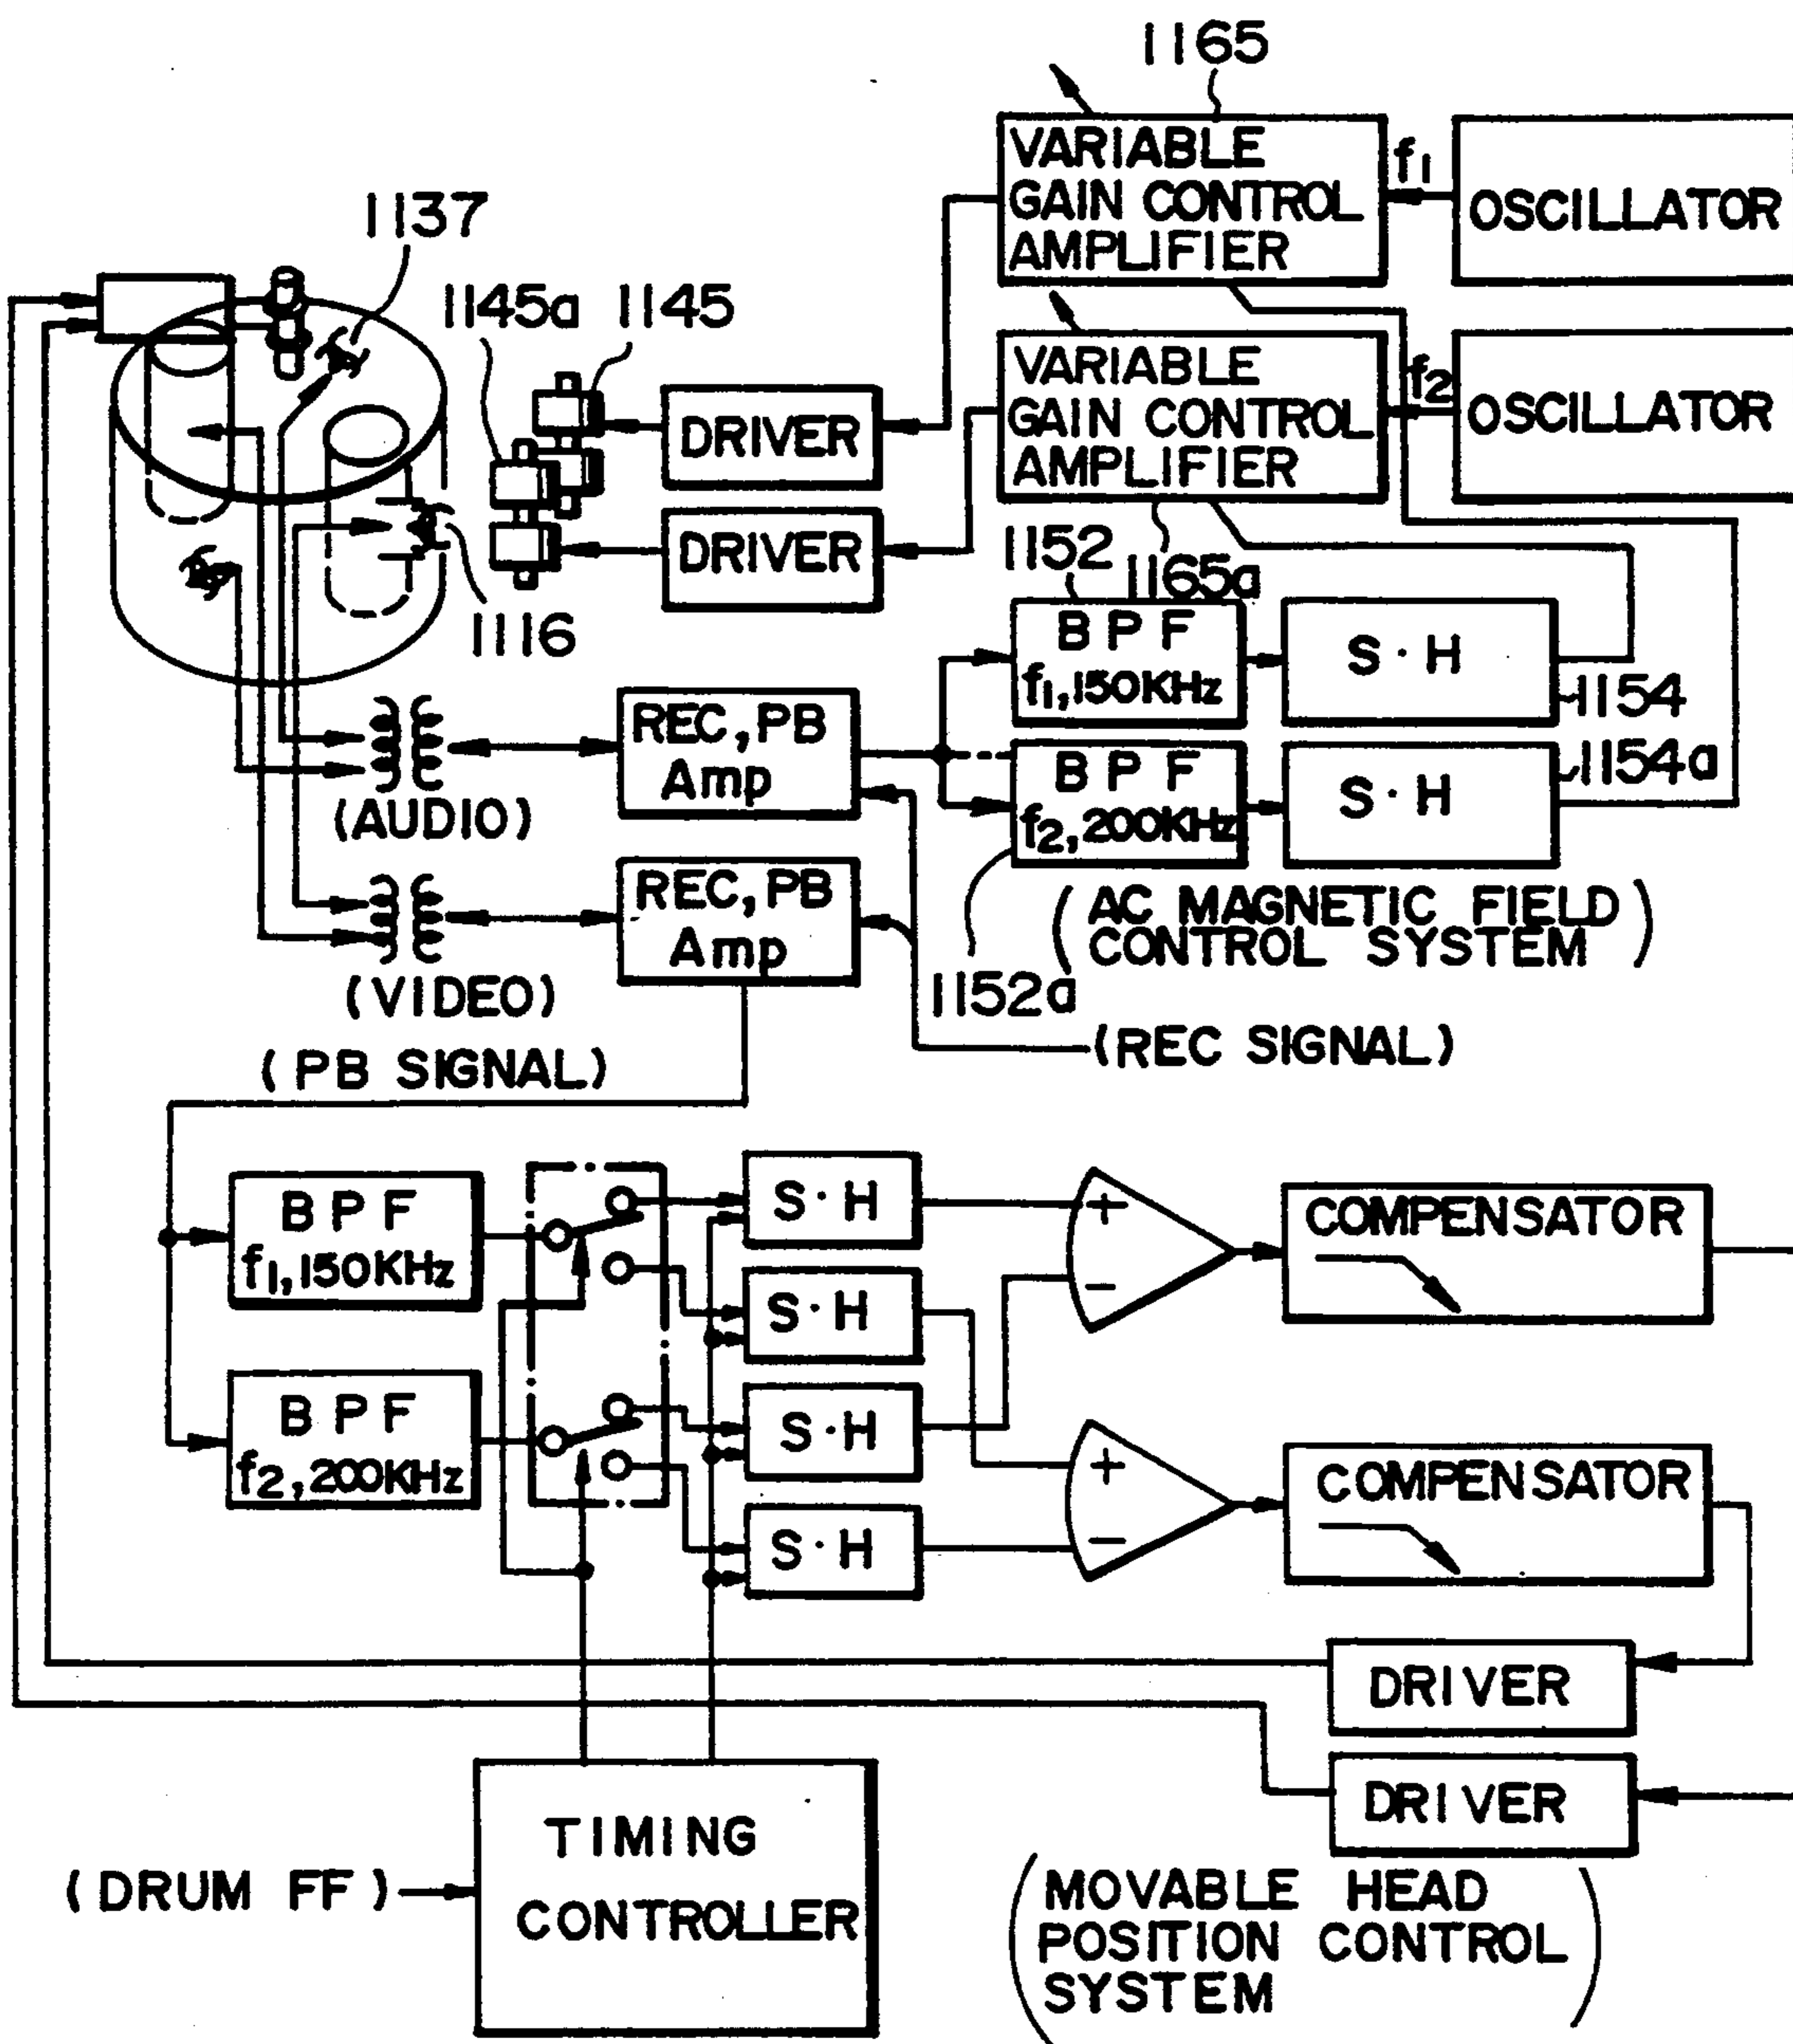 1165
VARIABLE
GAIN CONTROL
AMPLIFIER
f1
OSCILLATOR
1137
1145a
1145
VARIABLE
GAIN CONTROL
AMPLIFIER
f2
OSCILLATOR
DRIVER
DRIVER
1116
1152
1165a
BPF
f1,150KHz
S·H
1154
REC,PB
Amp
(AUDIO)
BPF
f2,200KHz
S·H
1154a
REC,PB
Amp
(VIDEO)
(AC MAGNETIC FIELD
CONTROL SYSTEM)
1152a
(REC SIGNAL)
(PB SIGNAL)
BPF
f1,150KHz
S·H
+
−
COMPENSATOR
S·H
BPF
f2,200KHz
S·H
+
−
COMPENSATOR
S·H
DRIVER
DRIVER
TIMING
CONTROLLER
(DRUM FF)
(MOVABLE HEAD
POSITION CONTROL
SYSTEM)